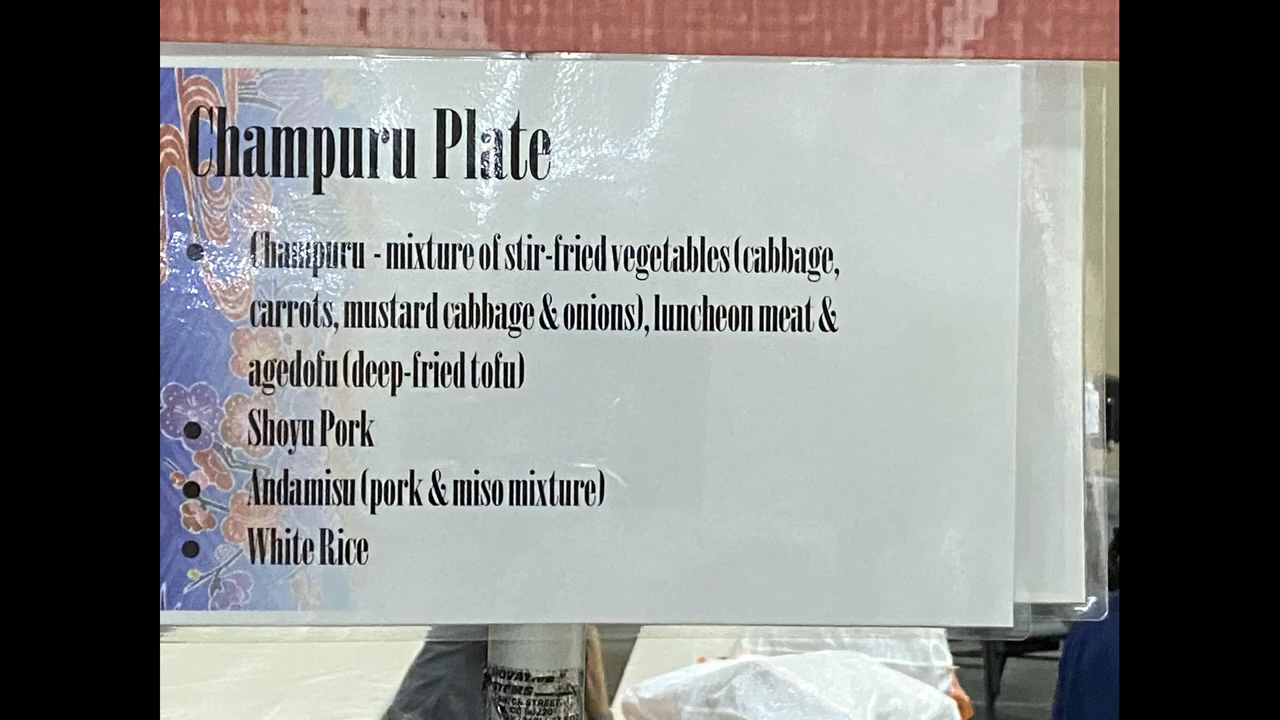 Champuru Plate
• Champuru - mixture of stir-fried vegetables (cabbage,
carrots, mustard cabbage & onions), luncheon meat &
agedofu (deep-fried tofu)
• Shoyu Pork
• Andamisu (pork & miso mixture)
• White Rice
STREET